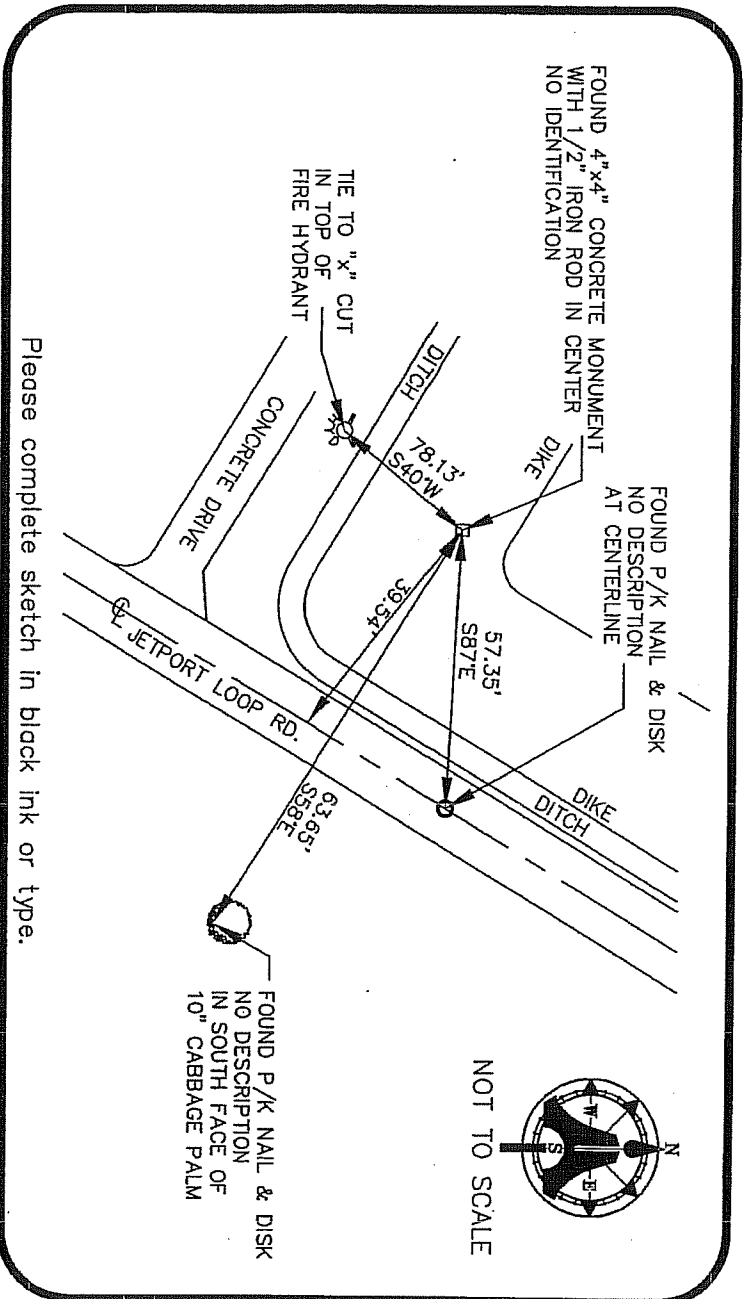 FOUND 4"x4" CONCRETE MONUMENT
WITH 1/2" IRON ROD IN CENTER
NO IDENTIFICATION
FOUND P/K NAIL & DISK
NO DESCRIPTION
AT CENTERLINE
N
W
E
S
NOT TO SCALE
DIKE
DITCH
78.13'
S40°W
57.35'
S87°E
DIKE
DITCH
TIE TO "x" CUT
IN TOP OF
FIRE HYDRANT
HYD
39.54'
63.65'
S58°E
CONCRETE DRIVE
℄ JETPORT LOOP RD.
FOUND P/K NAIL & DISK
NO DESCRIPTION
IN SOUTH FACE OF
10" CABBAGE PALM
Please complete sketch in black ink or type.